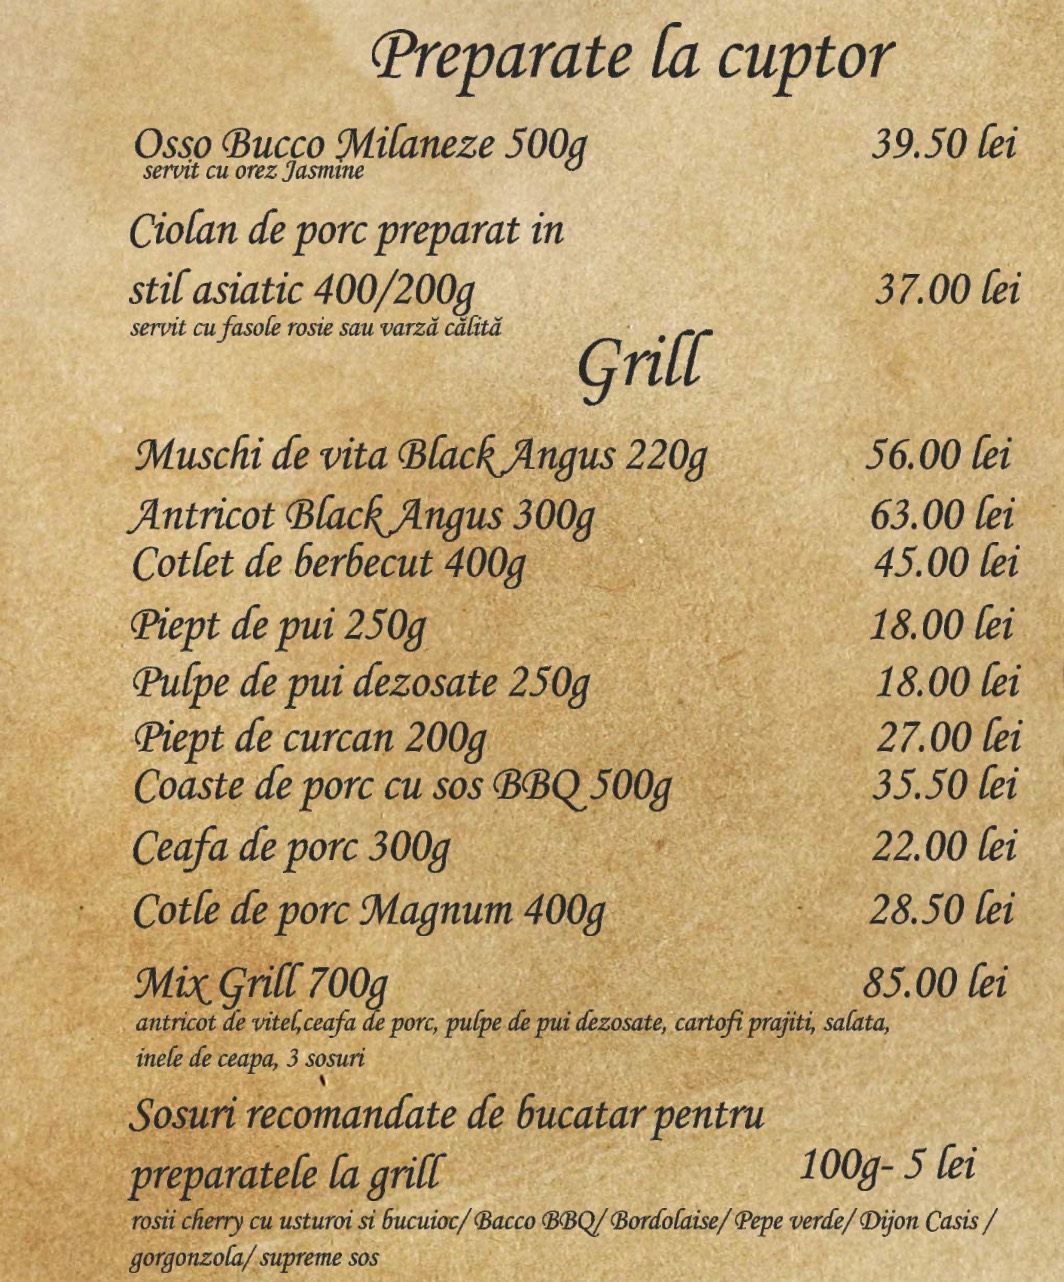 Preparate la cuptor
Osso Bucco Milaneze 500g 39.50 lei
servit cu orez Jasmine
Ciolan de porc preparat in
stil asiatic 400/200g 37.00 lei
servit cu fasole rosie sau varză călită
Grill
Muschi de vita Black Angus 220g 56.00 lei
Antricot Black Angus 300g 63.00 lei
Cotlet de berbecut 400g 45.00 lei
Piept de pui 250g 18.00 lei
Pulpe de pui dezosate 250g 18.00 lei
Piept de curcan 200g 27.00 lei
Coaste de porc cu sos BBQ 500g 35.50 lei
Ceafa de porc 300g 22.00 lei
Cotle de porc Magnum 400g 28.50 lei
Mix Grill 700g 85.00 lei
antricot de vitel,ceafa de porc, pulpe de pui dezosate, cartofi prajiti, salata,
inele de ceapa, 3 sosuri
Sosuri recomandate de bucatar pentru
preparatele la grill 100g- 5 lei
rosii cherry cu usturoi si bucuioc/ Bacco BBQ/ Bordolaise/ Pepe verde/ Dijon Casis /
gorgonzola/ supreme sos